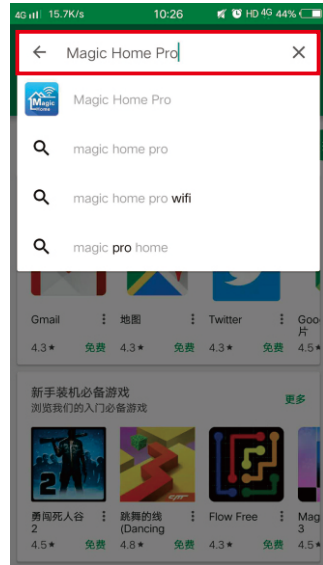 4G 15.7K/s 10:26 HD 4G 44%
Magic Home Pro
Magic Home
Magic Home Pro
magic home pro
magic home pro wifi
magic pro home
Gmail 地图 Twitter Goo
片
4.3★ 免费 4.3★ 免费 4.3★ 免费 4.5★
新手装机必备游戏
浏览我们的入门必备游戏
更多
2
勇闯死人谷 跳舞的线 Flow Free Mag
2 (Dancing 3
4.5★ 免费 4.8★ 免费 4.3★ 免费 4.5★